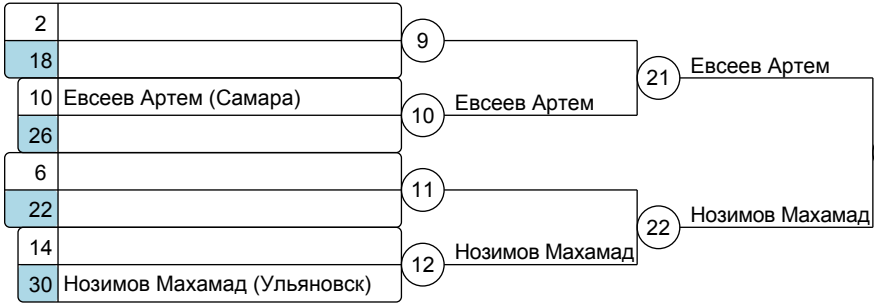 2
9
18
21 Евсеев Артем
10 Евсеев Артем (Самара)
10 Евсеев Артем
26
6
11
22
22 Нозимов Махамад
14
12 Нозимов Махамад
30 Нозимов Махамад (Ульяновск)